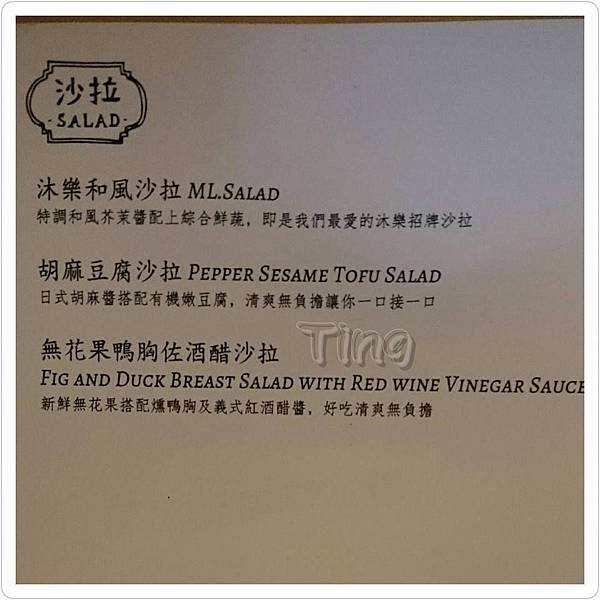 沙拉
-SALAD-
沐樂和風沙拉 ML.SALAD
特調和風芥茉醬配上綜合鮮蔬，即是我們最愛的沐樂招牌沙拉
胡麻豆腐沙拉 PEPPER SESAME TOFU SALAD
日式胡麻醬搭配有機嫩豆腐，清爽無負擔讓你一口接一口
無花果鴨胸佐酒醋沙拉
Ting
FIG AND DUCK BREAST SALAD WITH RED WINE VINEGAR SAUCE
新鮮無花果搭配燻鴨胸及義式紅酒醋醬，好吃清爽無負擔